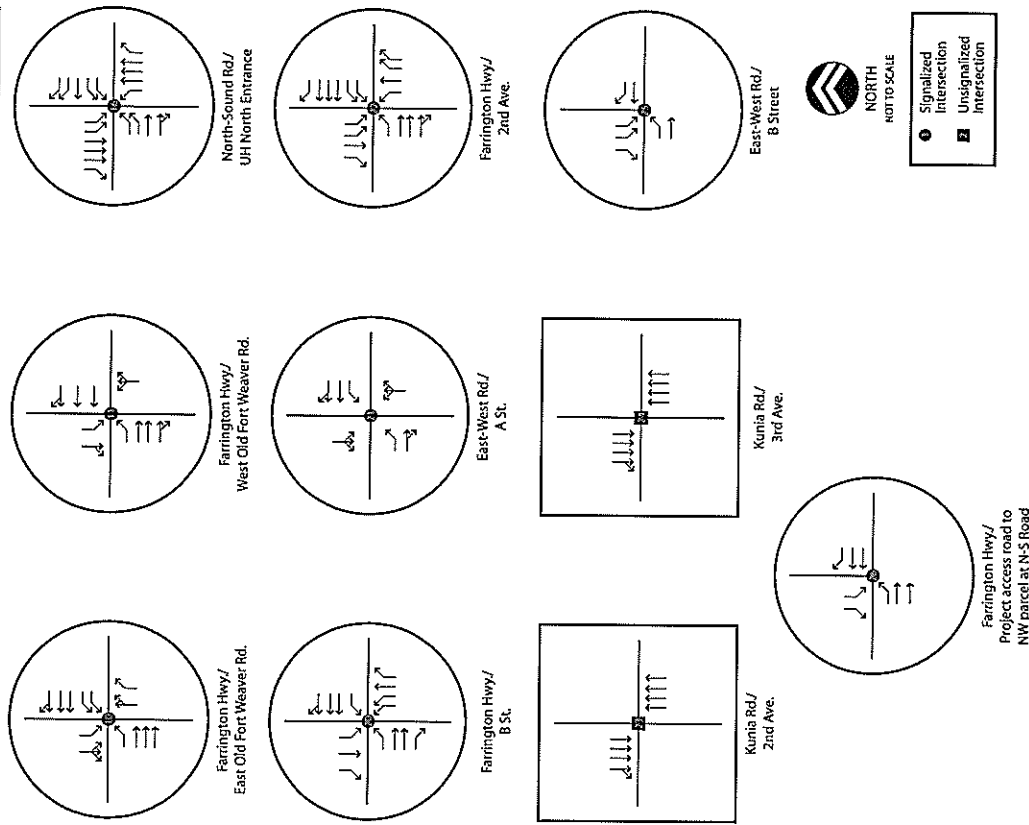 Farrington Hwy./
East Old Fort Weaver Rd.
Farrington Hwy./
West Old Fort Weaver Rd.
North-Sound Rd./
UH North Entrance
Farrington Hwy./
B St.
East-West Rd./
A St.
Farrington Hwy./
2nd Ave.
Kunia Rd./
2nd Ave.
Kunia Rd./
3rd Ave.
East-West Rd./
B Street
Farrington Hwy./
Project access road to
NW parcel at N-S Road
NORTH
NOT TO SCALE
Signalized
Intersection
Unsignalized
Intersection